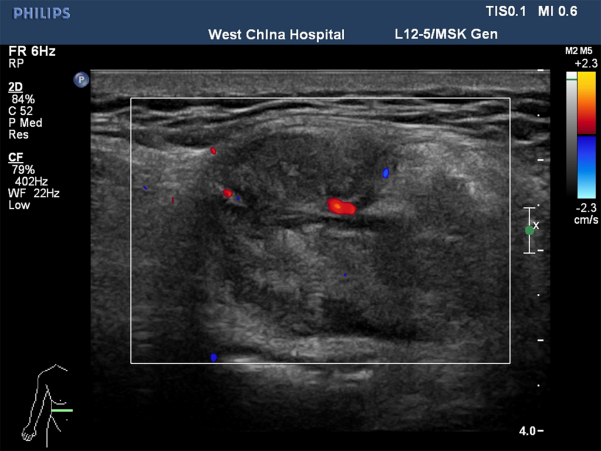 PHILIPS
TIS0.1 MI 0.6
West China Hospital
L12-5/MSK Gen
FR 6Hz
RP
2D
84%
C 52
P Med
Res
CF
79%
402Hz
WF 22Hz
Low
P
M2 M5
+2.3
-2.3
cm/s
x
4.0